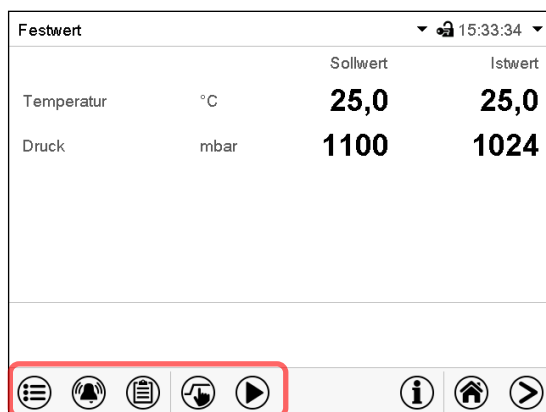 Festwert 15:33:34
Sollwert Istwert
Temperatur °C 25,0 25,0
Druck mbar 1100 1024